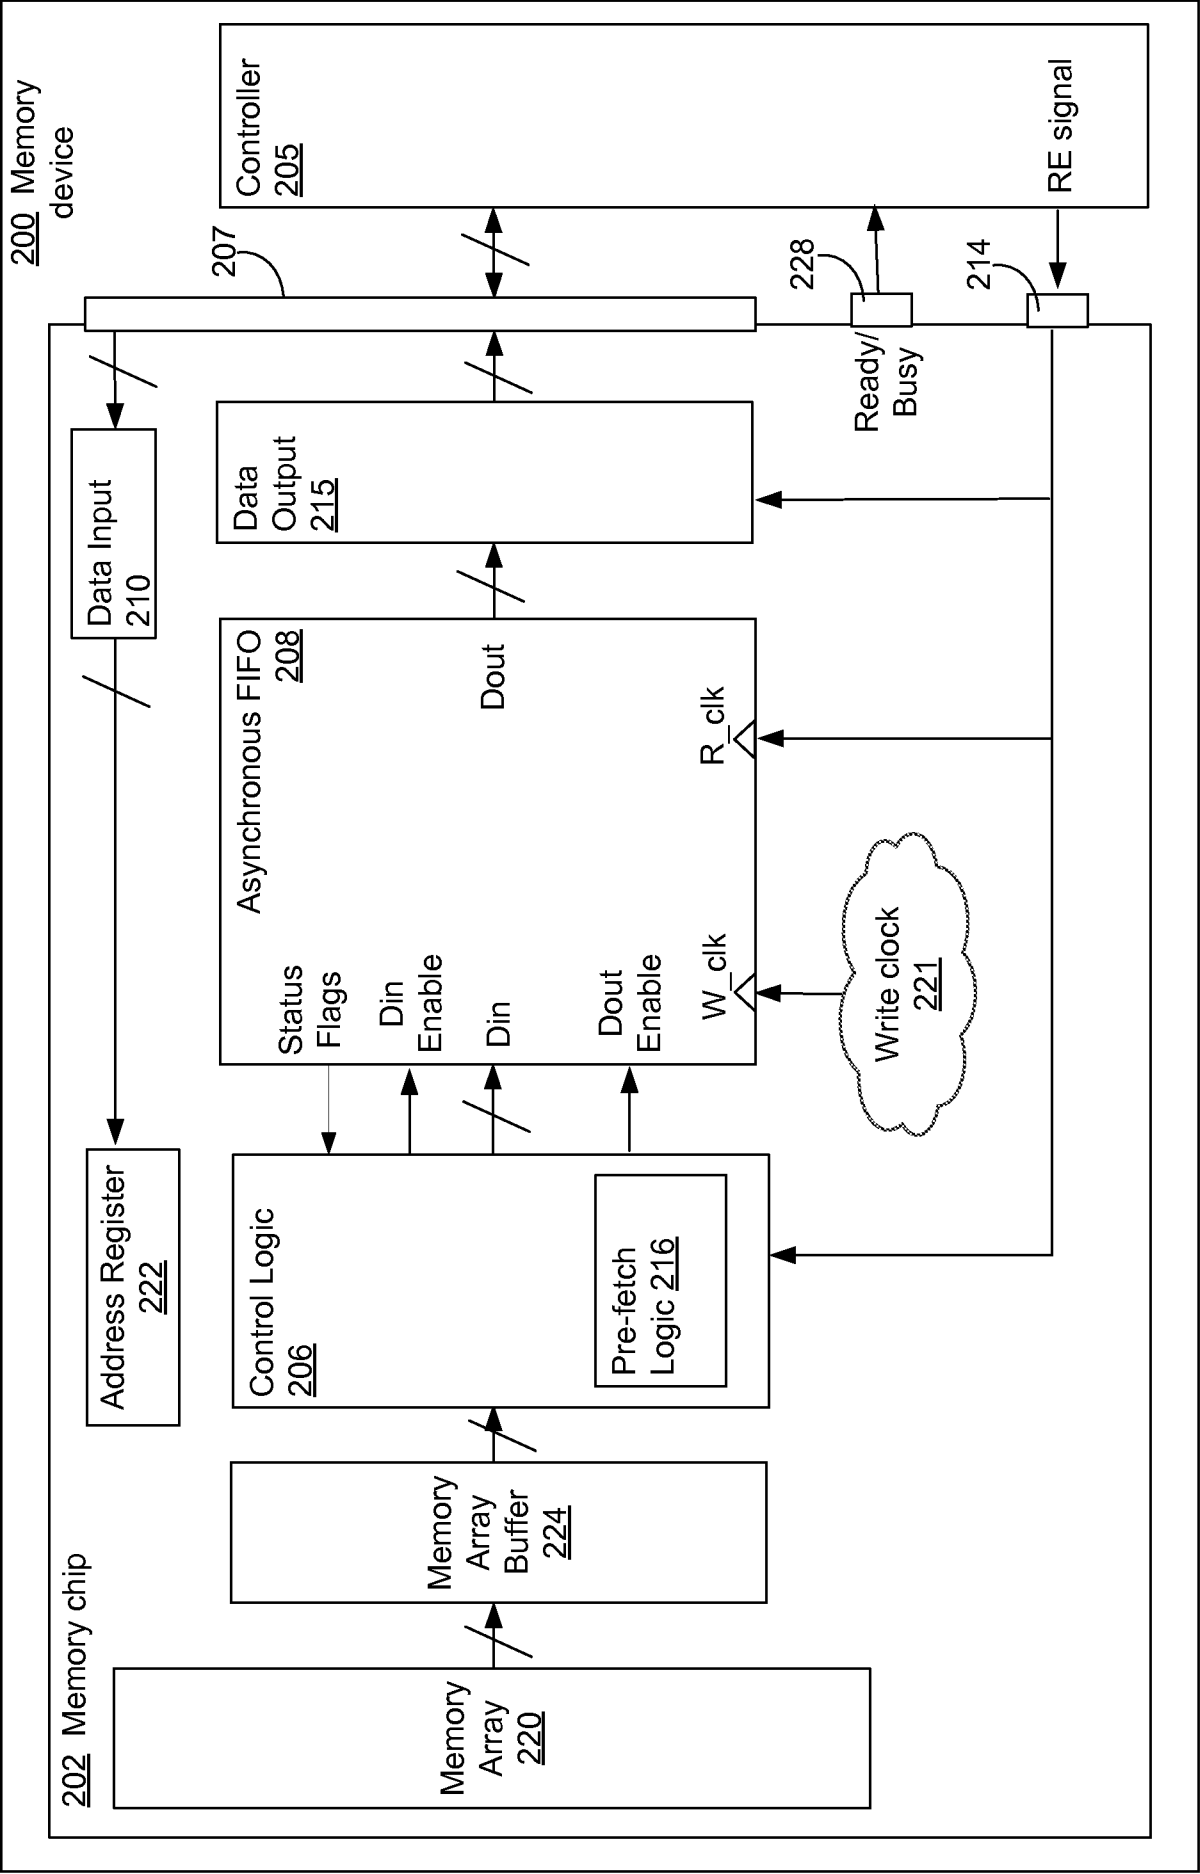 200 Memory
device
202 Memory chip
Address Register
222
Data Input
210
207
Memory
Array
220
Memory
Array
Buffer
224
Control Logic
206
Pre-fetch
Logic 216
Asynchronous FIFO
208
Status
Flags
Din
Enable
Din
Dout
Enable
W_clk
Dout
R_clk
Data
Output
215
Controller
205
RE signal
Write clock
221
Ready/
Busy
228
214